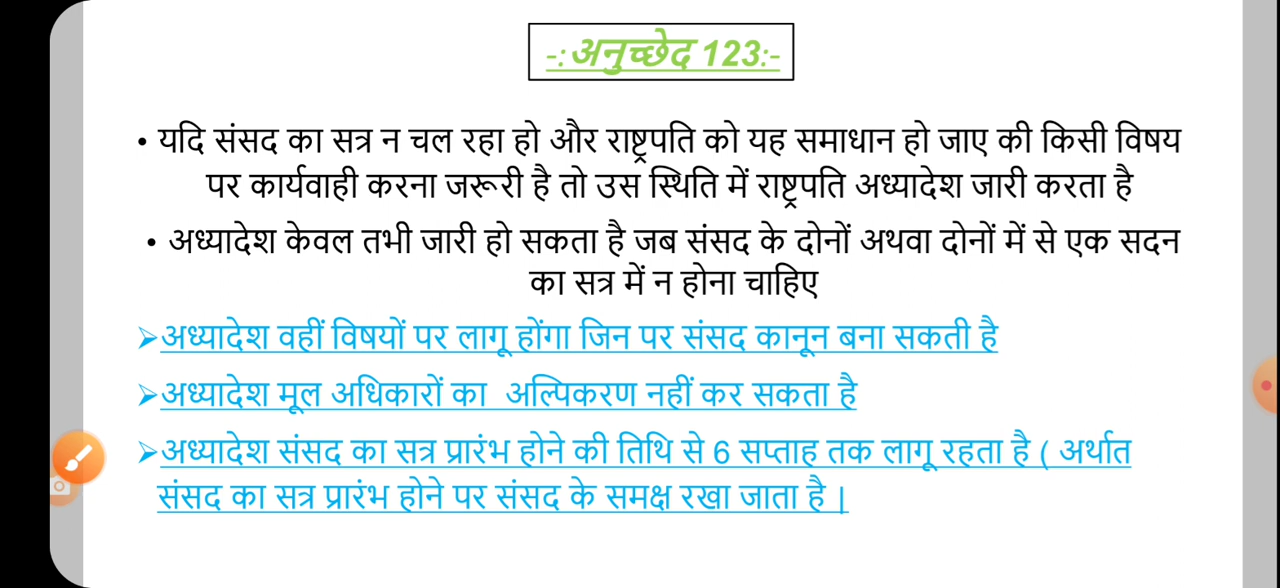 -:अनुच्छेद 123:-
• यदि संसद का सत्र न चल रहा हो और राष्ट्रपति को यह समाधान हो जाए की किसी विषय
पर कार्यवाही करना जरूरी है तो उस स्थिति में राष्ट्रपति अध्यादेश जारी करता है
• अध्यादेश केवल तभी जारी हो सकता है जब संसद के दोनों अथवा दोनों में से एक सदन
का सत्र में न होना चाहिए
➢अध्यादेश वहीं विषयों पर लागू होंगा जिन पर संसद कानून बना सकती है
➢अध्यादेश मूल अधिकारों का अल्पिकरण नहीं कर सकता है
➢अध्यादेश संसद का सत्र प्रारंभ होने की तिथि से 6 सप्ताह तक लागू रहता है ( अर्थात
संसद का सत्र प्रारंभ होने पर संसद के समक्ष रखा जाता है |